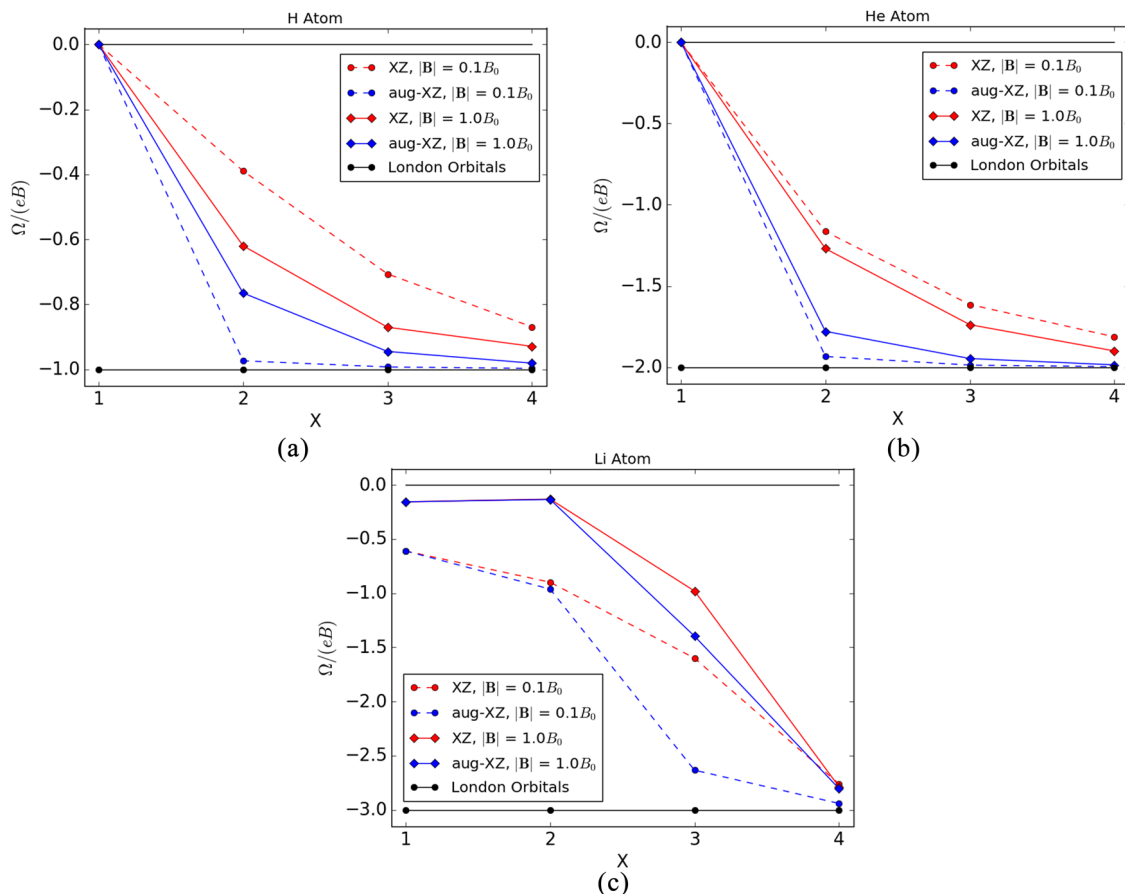 H Atom
0.0
−0.2
−0.4
−0.6
−0.8
−1.0
Ω/(eB)
XZ, |B| = 0.1B₀
aug-XZ, |B| = 0.1B₀
XZ, |B| = 1.0B₀
aug-XZ, |B| = 1.0B₀
London Orbitals
1 2 3 4
X
(a)
He Atom
0.0
−0.5
−1.0
−1.5
−2.0
Ω/(eB)
XZ, |B| = 0.1B₀
aug-XZ, |B| = 0.1B₀
XZ, |B| = 1.0B₀
aug-XZ, |B| = 1.0B₀
London Orbitals
1 2 3 4
X
(b)
Li Atom
0.0
−0.5
−1.0
−1.5
−2.0
−2.5
−3.0
Ω/(eB)
XZ, |B| = 0.1B₀
aug-XZ, |B| = 0.1B₀
XZ, |B| = 1.0B₀
aug-XZ, |B| = 1.0B₀
London Orbitals
1 2 3 4
X
(c)